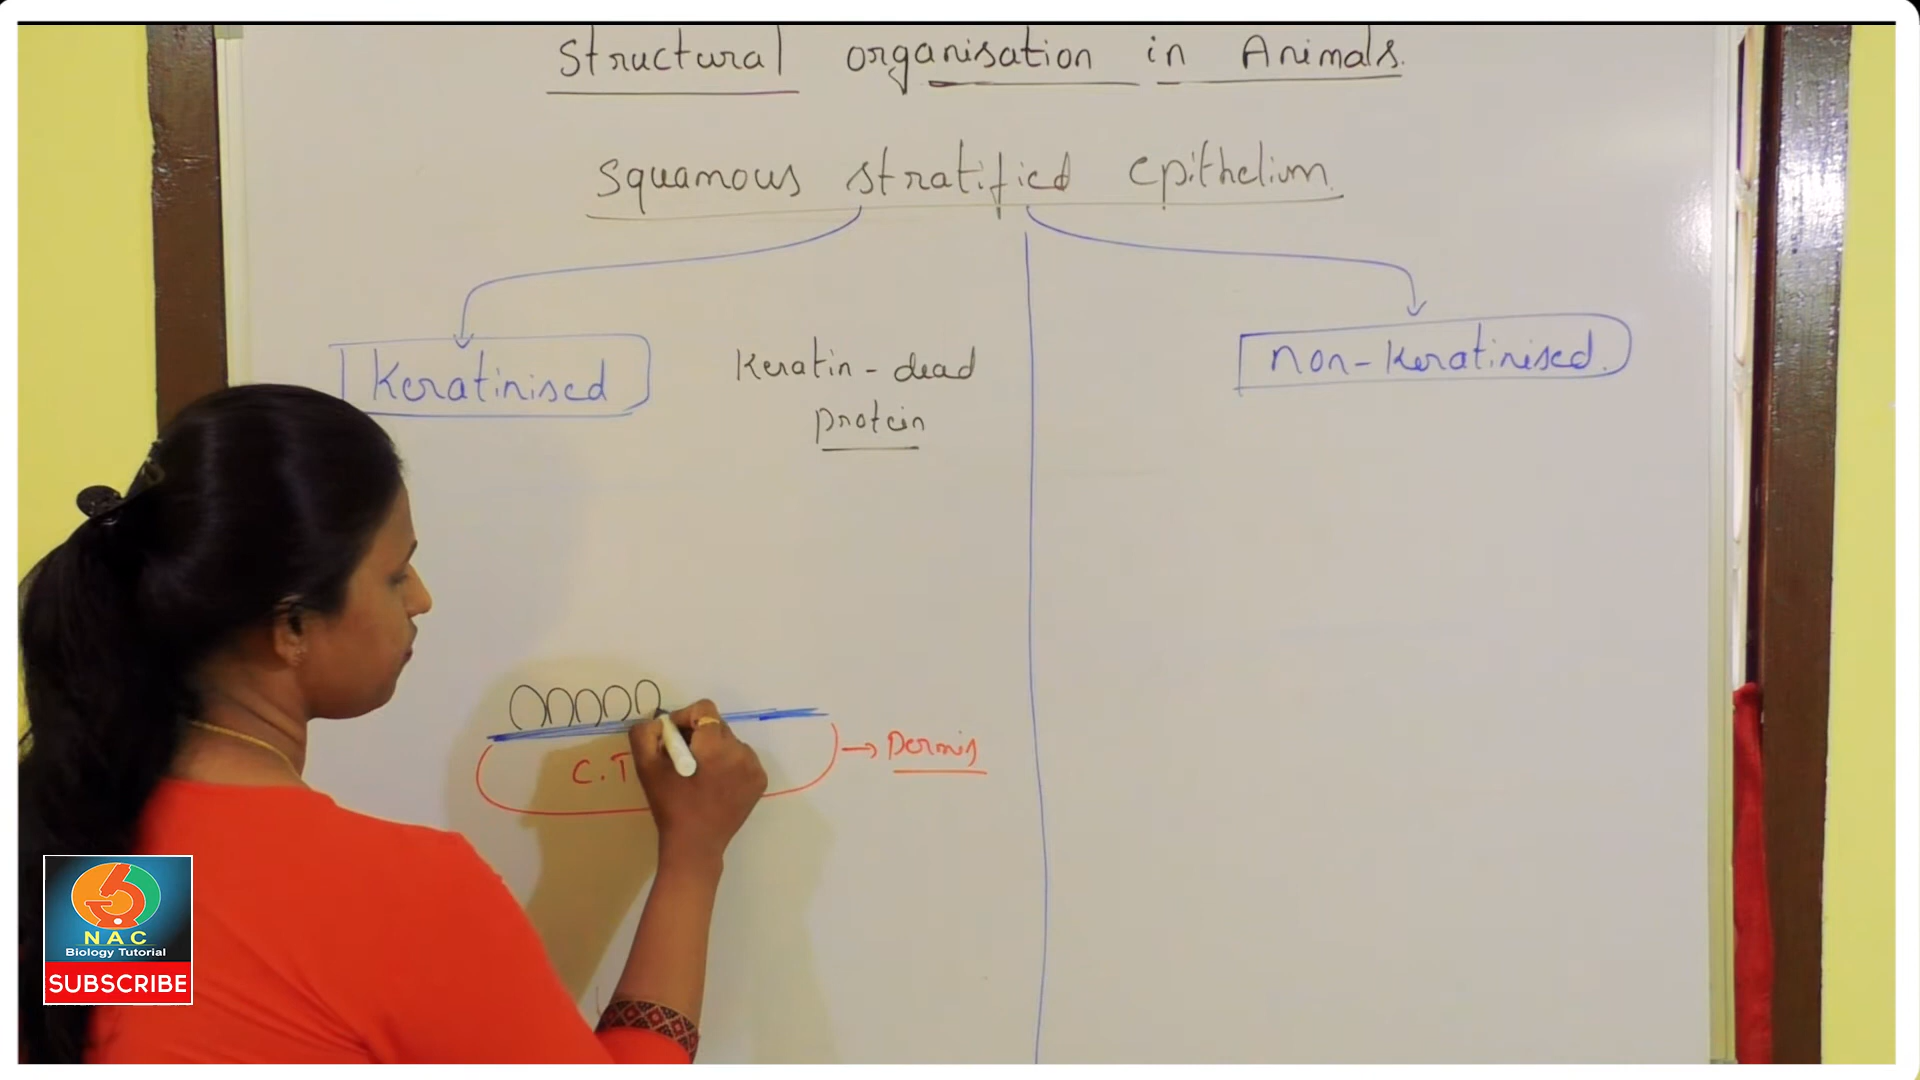 Structural organisation in Animals.
Squamous stratified epithelium.
Keratinised
Keratin - dead
protein
non-keratinised.
C.T
Dermis
NAC
Biology Tutorial
SUBSCRIBE